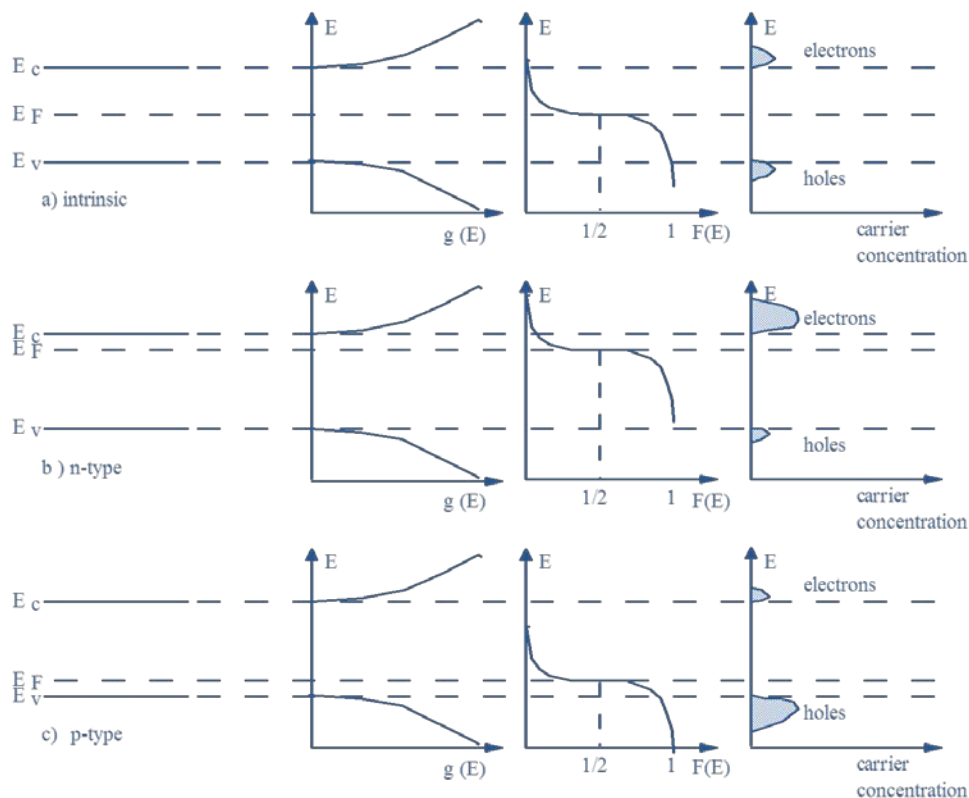 E
E
E
electrons
E c
E F
E v
holes
a) intrinsic
g (E)
1/2
1
F(E)
carrier
concentration
E
E
E
electrons
E c
E F
E v
holes
b ) n-type
g (E)
1/2
1
F(E)
carrier
concentration
E
E
E
electrons
E c
E F
E v
holes
c) p-type
g (E)
1/2
1
F(E)
carrier
concentration